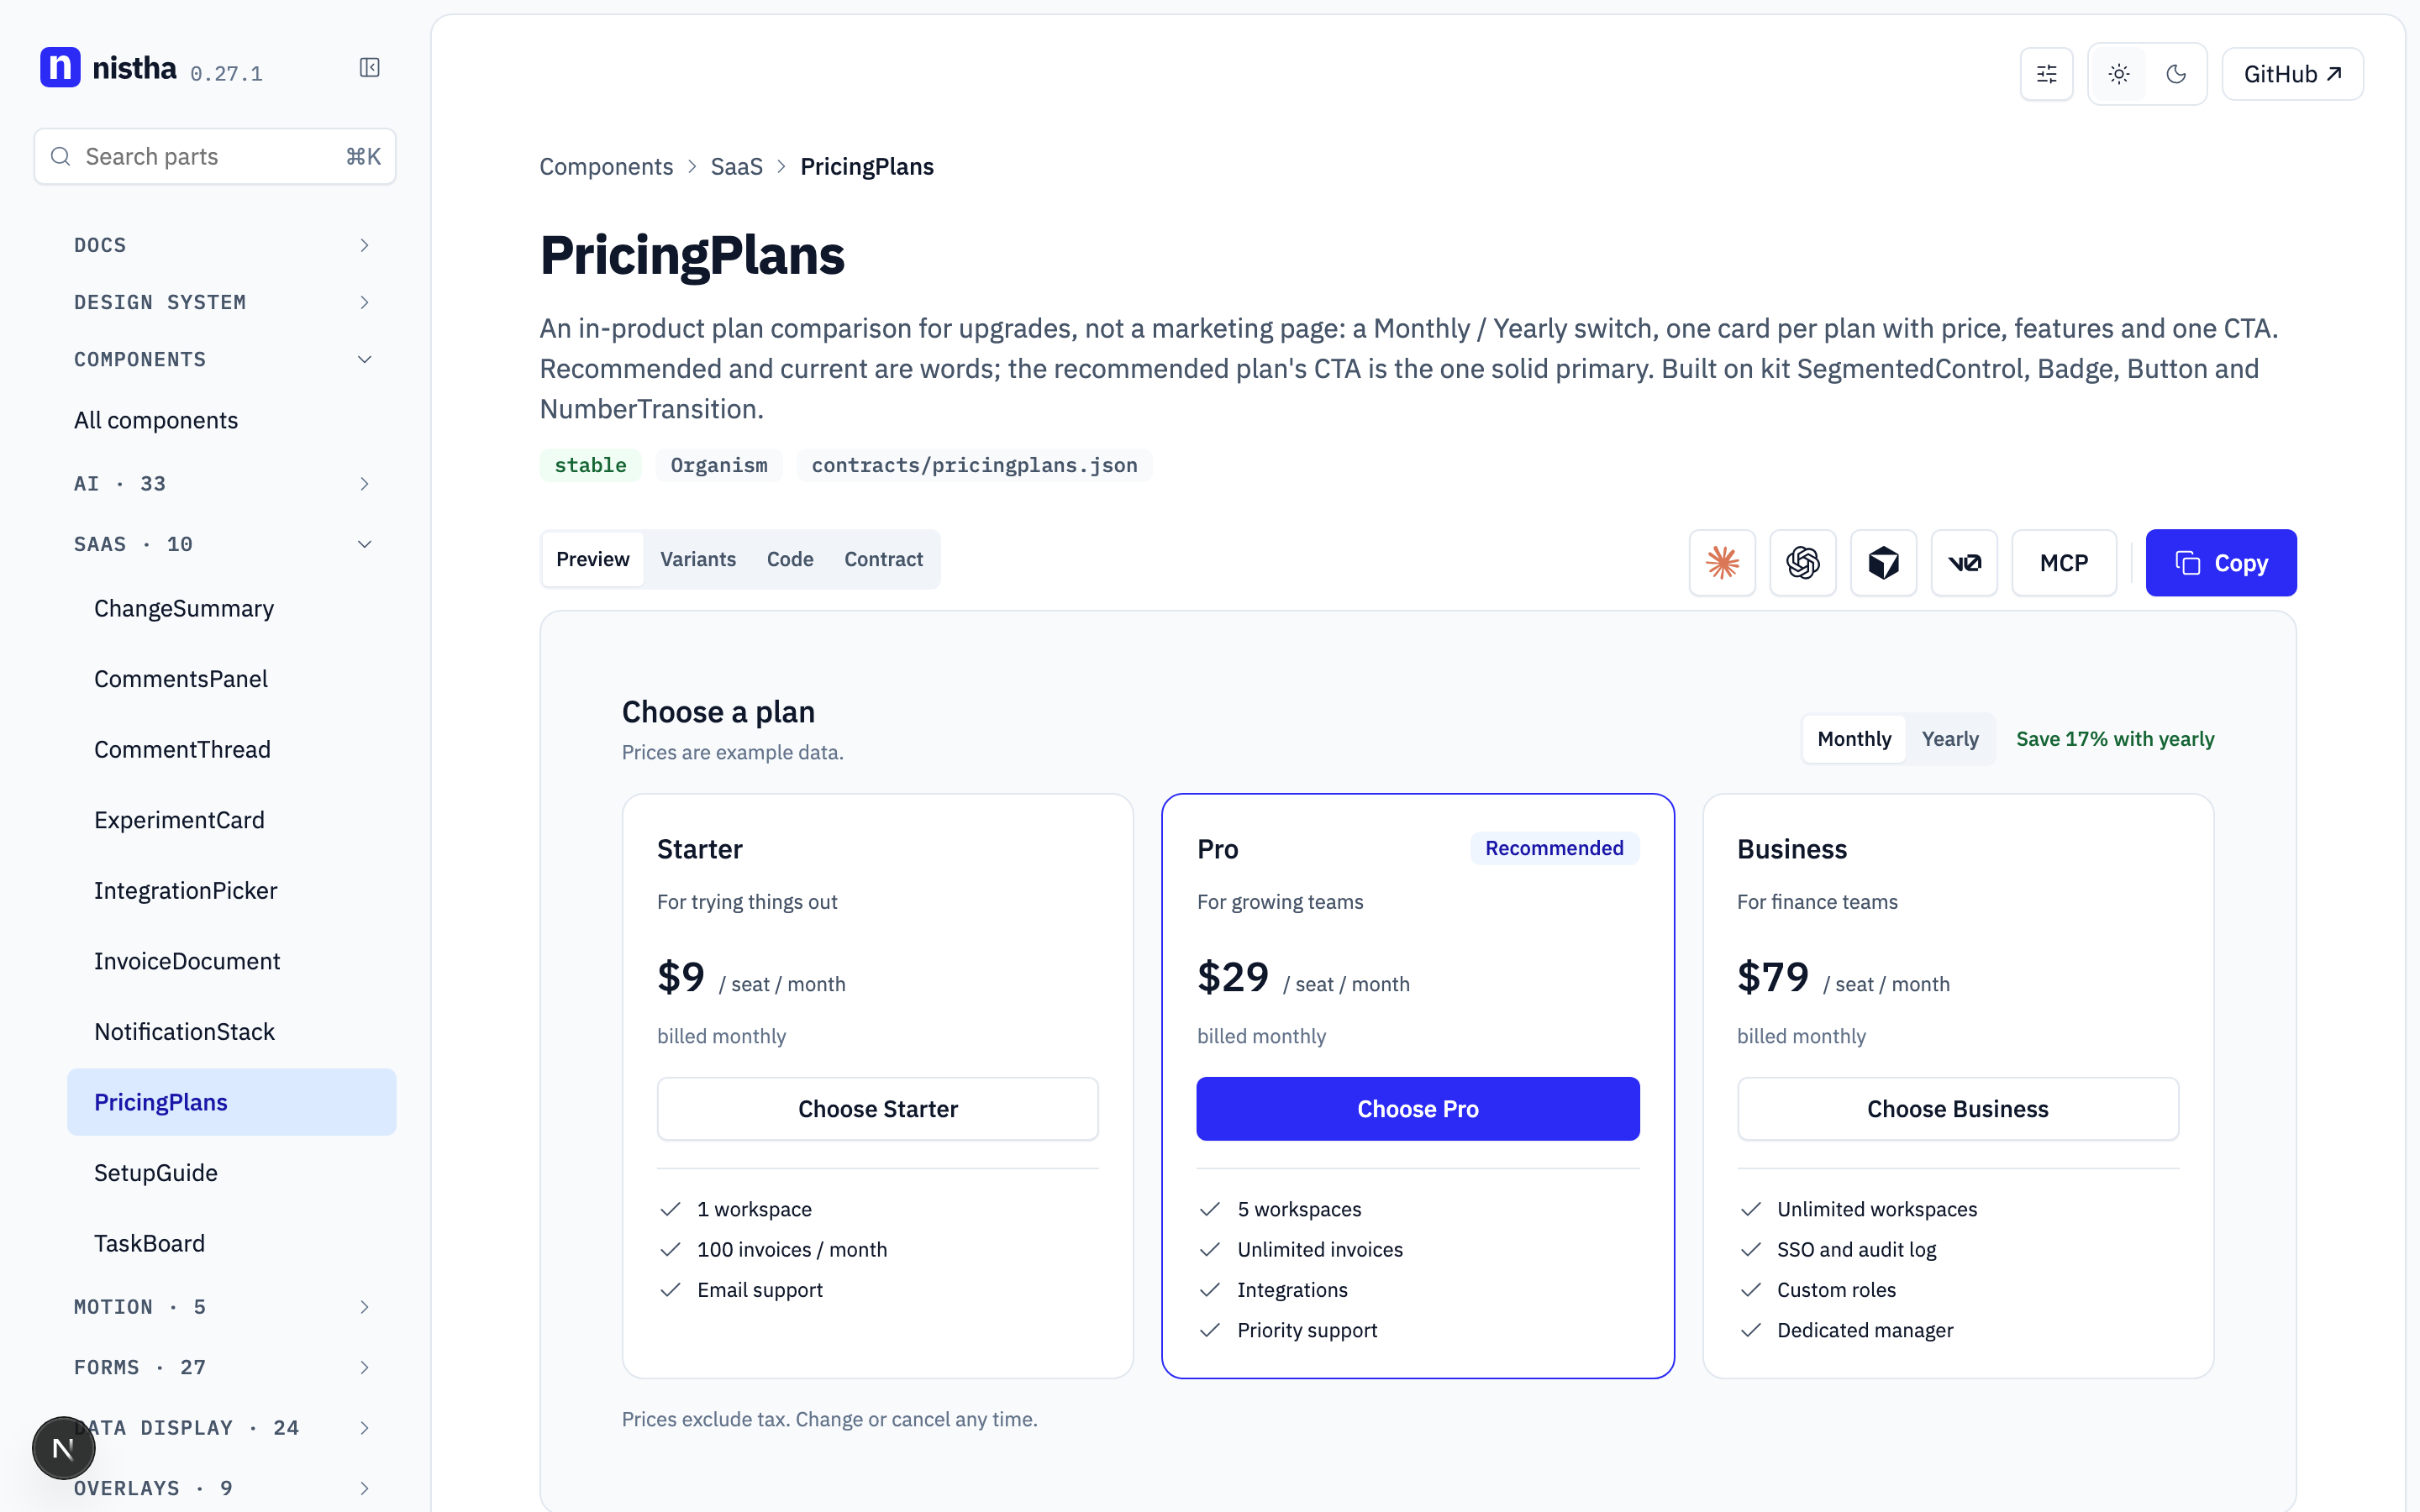 n nistha 0.27.1
Search parts ⌘K
DOCS
DESIGN SYSTEM
COMPONENTS
All components
AI · 33
SAAS · 10
ChangeSummary
CommentsPanel
CommentThread
ExperimentCard
IntegrationPicker
InvoiceDocument
NotificationStack
PricingPlans
SetupGuide
TaskBoard
MOTION · 5
FORMS · 27
DATA DISPLAY · 24
OVERLAYS · 9
N
GitHub
Components > SaaS > PricingPlans
PricingPlans
An in-product plan comparison for upgrades, not a marketing page: a Monthly / Yearly switch, one card per plan with price, features and one CTA.
Recommended and current are words; the recommended plan's CTA is the one solid primary. Built on kit SegmentedControl, Badge, Button and
NumberTransition.
stable Organism contracts/pricingplans.json
Preview Variants Code Contract
v0 MCP Copy
Choose a plan
Prices are example data.
Monthly Yearly Save 17% with yearly
Starter
For trying things out
$9 / seat / month
billed monthly
Choose Starter
1 workspace
100 invoices / month
Email support
Pro Recommended
For growing teams
$29 / seat / month
billed monthly
Choose Pro
5 workspaces
Unlimited invoices
Integrations
Priority support
Business
For finance teams
$79 / seat / month
billed monthly
Choose Business
Unlimited workspaces
SSO and audit log
Custom roles
Dedicated manager
Prices exclude tax. Change or cancel any time.